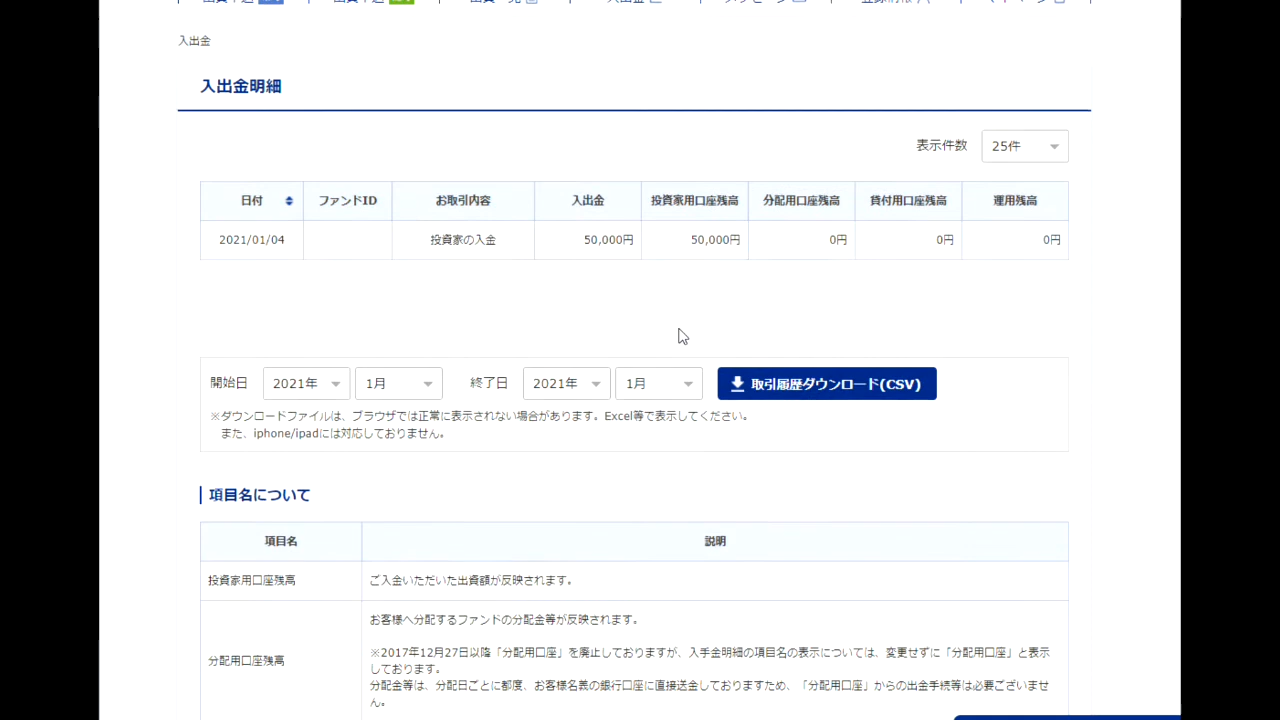 入出金
入出金明細
表示件数 25件
日付 ファンドID お取引内容 入出金 投資家用口座残高 分配用口座残高 貸付用口座残高 運用残高
2021/01/04 投資家の入金 50,000円 50,000円 0円 0円 0円
開始日 2021年 1月 終了日 2021年 1月 取引履歴ダウンロード(CSV)
※ダウンロードファイルは、ブラウザでは正常に表示されない場合があります。Excel等で表示してください。
また、iphone/ipadには対応しておりません。
項目名について
項目名 説明
投資家用口座残高 ご入金いただいた出資額が反映されます。
分配用口座残高
お客様へ分配するファンドの分配金等が反映されます。
※2017年12月27日以降「分配用口座」を廃止しておりますが、入手金明細の項目名の表示については、変更せずに「分配用口座」と表示
しております。
分配金等は、分配日ごとに都度、お客様名義の銀行口座に直接送金しておりますため、「分配用口座」からの出金手続等は必要ございませ
ん。